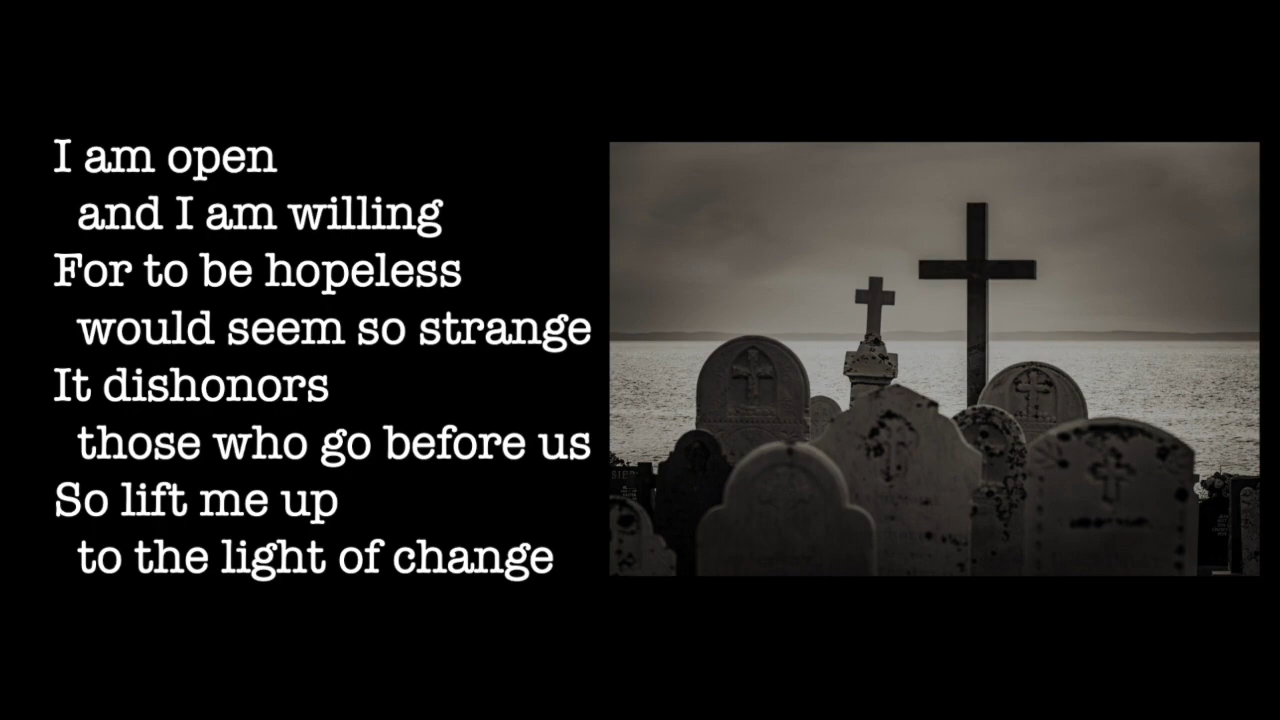 I am open
and I am willing
For to be hopeless
would seem so strange
It dishonors
those who go before us
So lift me up
to the light of change